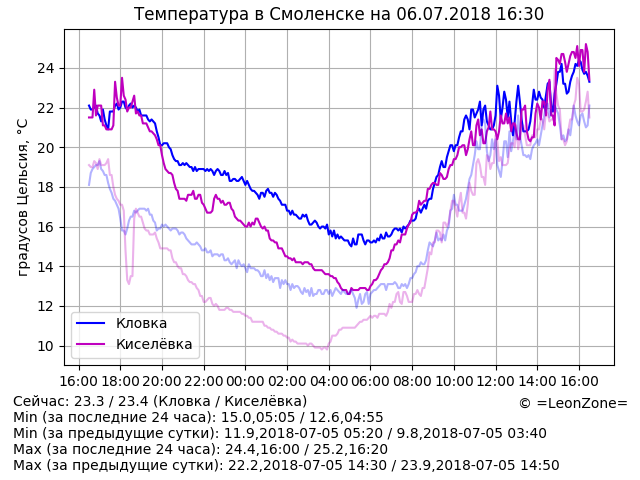 Температура в Смоленске на 06.07.2018 16:30
градусов Цельсия, °C
24
22
20
18
16
14
12
10
Кловка
Киселёвка
16:00 18:00 20:00 22:00 00:00 02:00 04:00 06:00 08:00 10:00 12:00 14:00 16:00
Сейчас: 23.3 / 23.4 (Кловка / Киселёвка)
© =LeonZone=
Min (за последние 24 часа): 15.0,05:05 / 12.6,04:55
Min (за предыдущие сутки): 11.9,2018-07-05 05:20 / 9.8,2018-07-05 03:40
Max (за последние 24 часа): 24.4,16:00 / 25.2,16:20
Max (за предыдущие сутки): 22.2,2018-07-05 14:30 / 23.9,2018-07-05 14:50